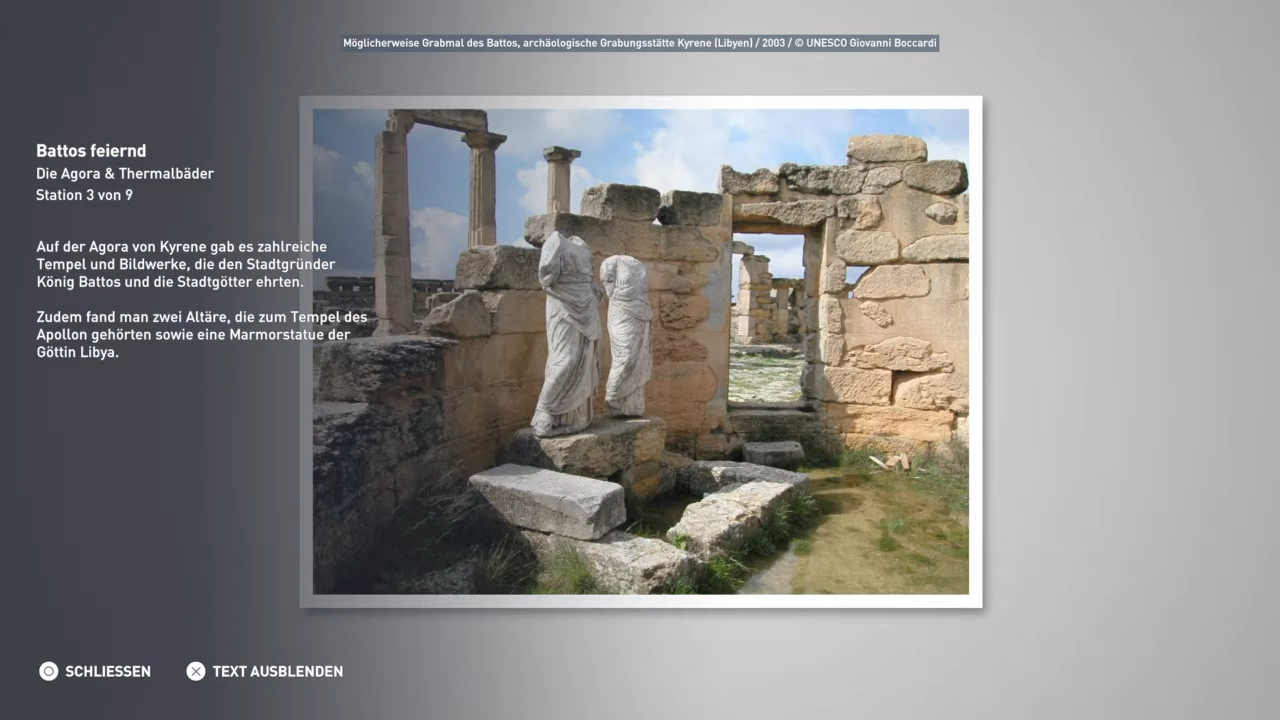 Möglicherweise Grabmal des Battos, archäologische Grabungsstätte Kyrene (Libyen) / 2003 / © UNESCO Giovanni Boccardi
Battos feiernd
Die Agora & Thermalbäder
Station 3 von 9
Auf der Agora von Kyrene gab es zahlreiche
Tempel und Bildwerke, die den Stadtgründer
König Battos und die Stadtgötter ehrten.
Zudem fand man zwei Altäre, die zum Tempel des
Apollon gehörten sowie eine Marmorstatue der
Göttin Libya.
SCHLIESSEN
TEXT AUSBLENDEN